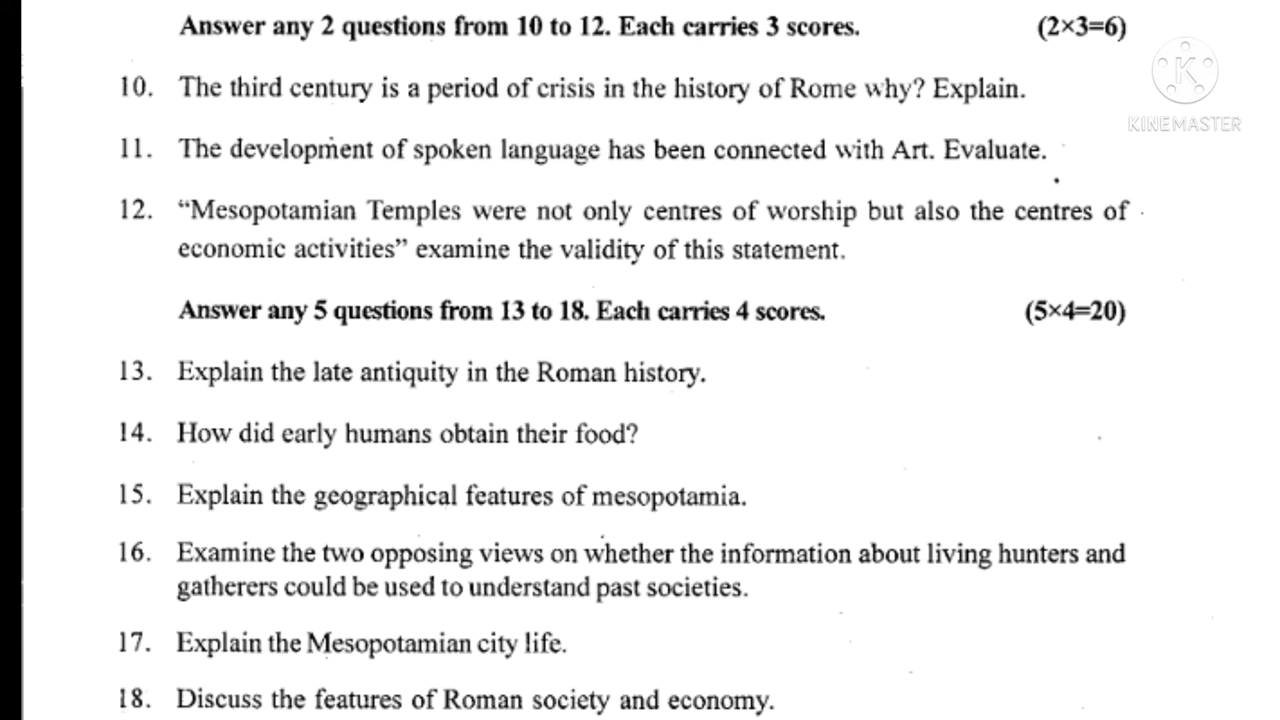 Answer any 2 questions from 10 to 12. Each carries 3 scores. (2×3=6)
10. The third century is a period of crisis in the history of Rome why? Explain.
11. The development of spoken language has been connected with Art. Evaluate.
12. “Mesopotamian Temples were not only centres of worship but also the centres of
economic activities” examine the validity of this statement.
Answer any 5 questions from 13 to 18. Each carries 4 scores. (5×4=20)
13. Explain the late antiquity in the Roman history.
14. How did early humans obtain their food?
15. Explain the geographical features of mesopotamia.
16. Examine the two opposing views on whether the information about living hunters and
gatherers could be used to understand past societies.
17. Explain the Mesopotamian city life.
18. Discuss the features of Roman society and economy.
K
KINEMASTER